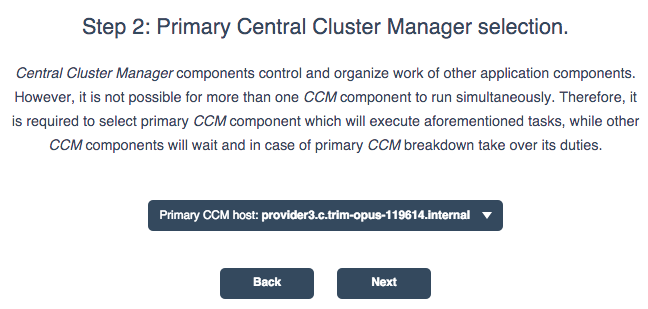 Step 2: Primary Central Cluster Manager selection.
Central Cluster Manager components control and organize work of other application components.
However, it is not possible for more than one CCM component to run simultaneously. Therefore, it
is required to select primary CCM component which will execute aforementioned tasks, while other
CCM components will wait and in case of primary CCM breakdown take over its duties.
Primary CCM host: provider3.c.trim-opus-119614.internal
Back Next